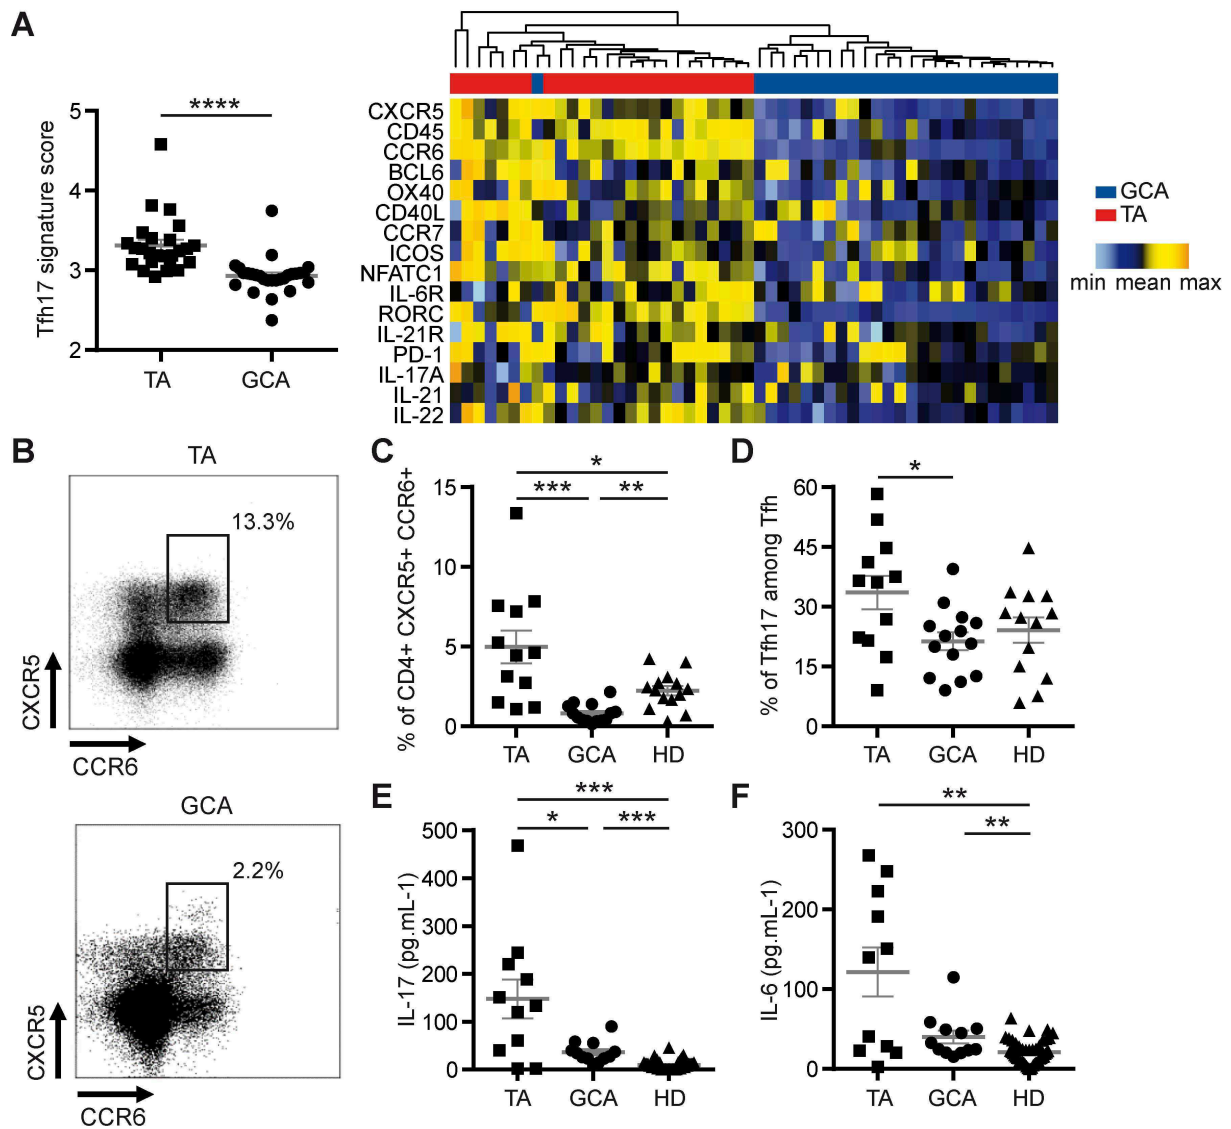 A
Tfh17 signature score
5
4
3
2
****
TA
GCA
CXCR5
CD45
CCR6
BCL6
OX40
CD40L
CCR7
ICOS
NFATC1
IL-6R
RORC
IL-21R
PD-1
IL-17A
IL-21
IL-22
GCA
TA
min mean max
B
TA
13.3%
CXCR5
CCR6
GCA
2.2%
CXCR5
CCR6
C
% of CD4+ CXCR5+ CCR6+
15
10
5
0
*
*** **
TA GCA HD
D
% of Tfh17 among Tfh
60
45
30
15
0
*
TA GCA HD
E
IL-17 (pg.mL-1)
500
400
300
200
100
0
***
* ***
TA GCA HD
F
IL-6 (pg.mL-1)
300
200
100
0
**
**
TA GCA HD